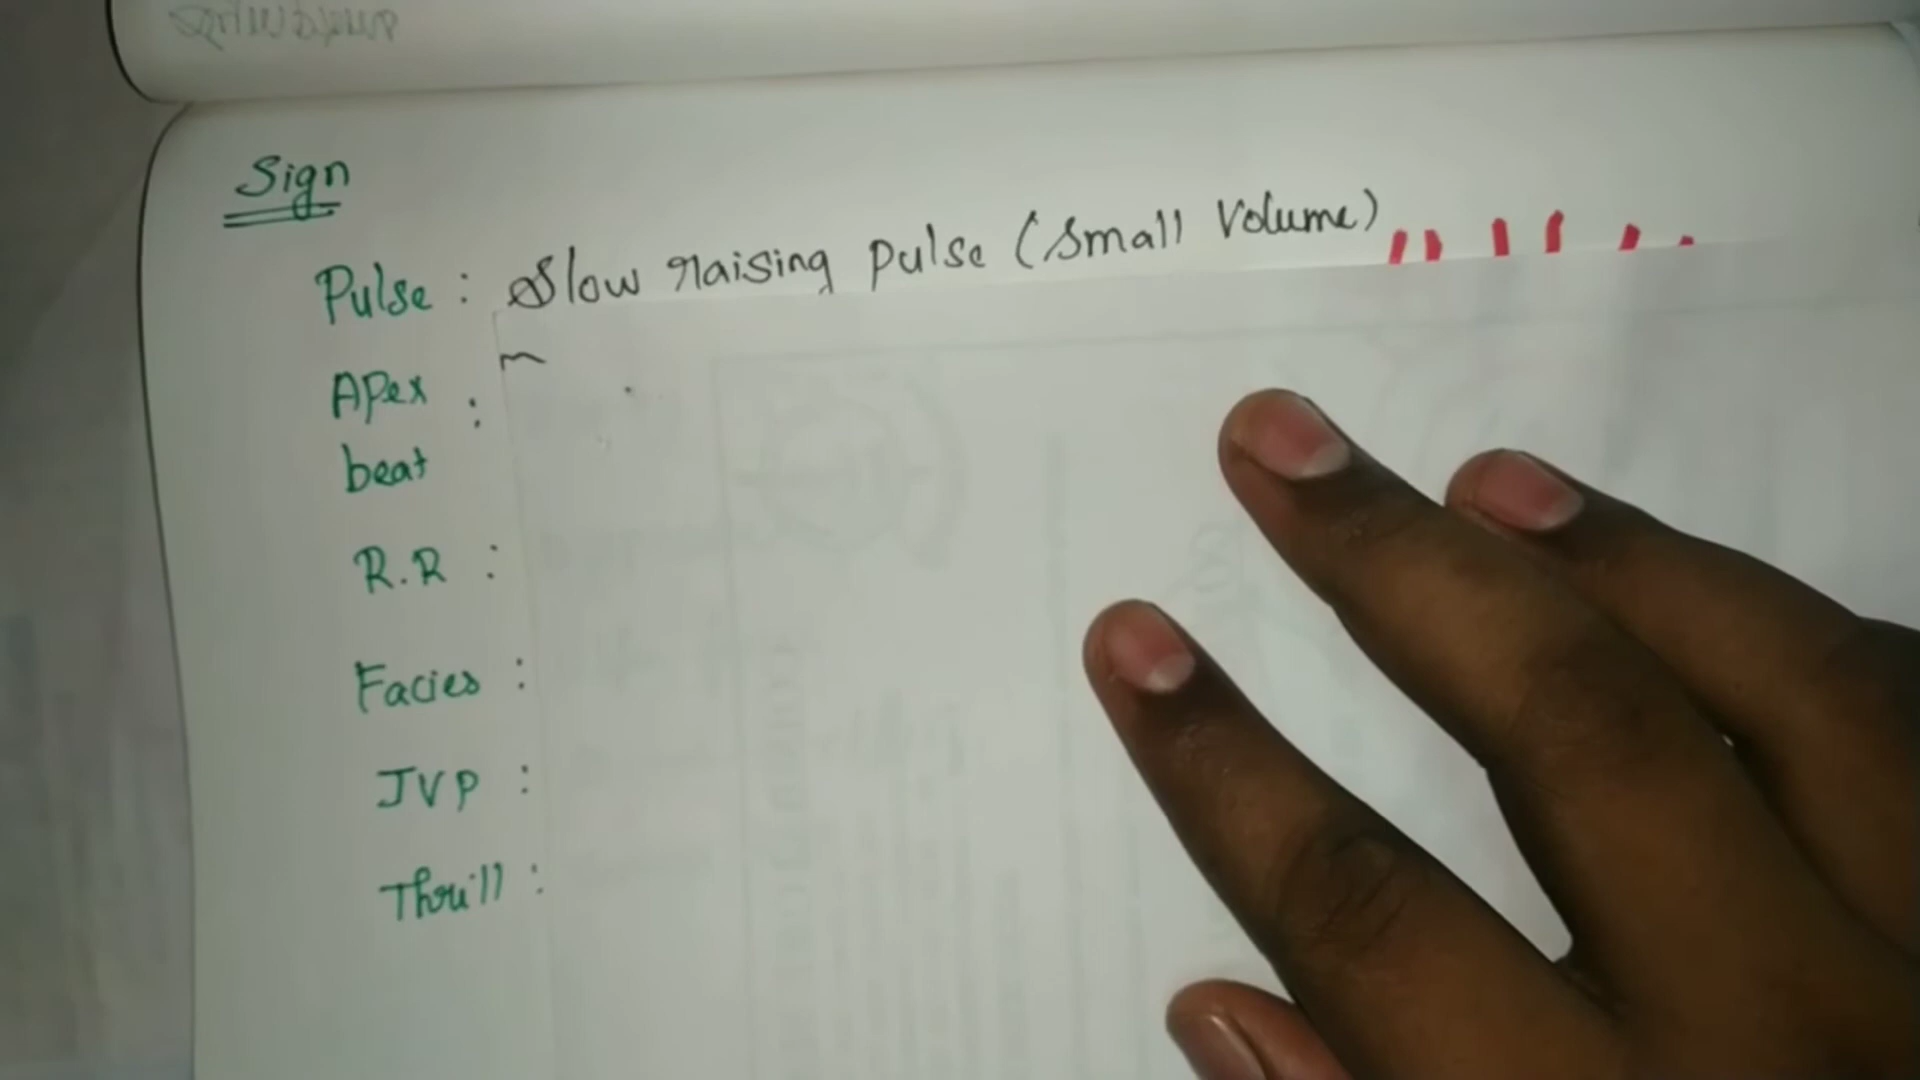 Sign
Pulse : Slow raising pulse (small volume)
Apex :
beat
R.R :
Facies :
JVP :
Thrill :